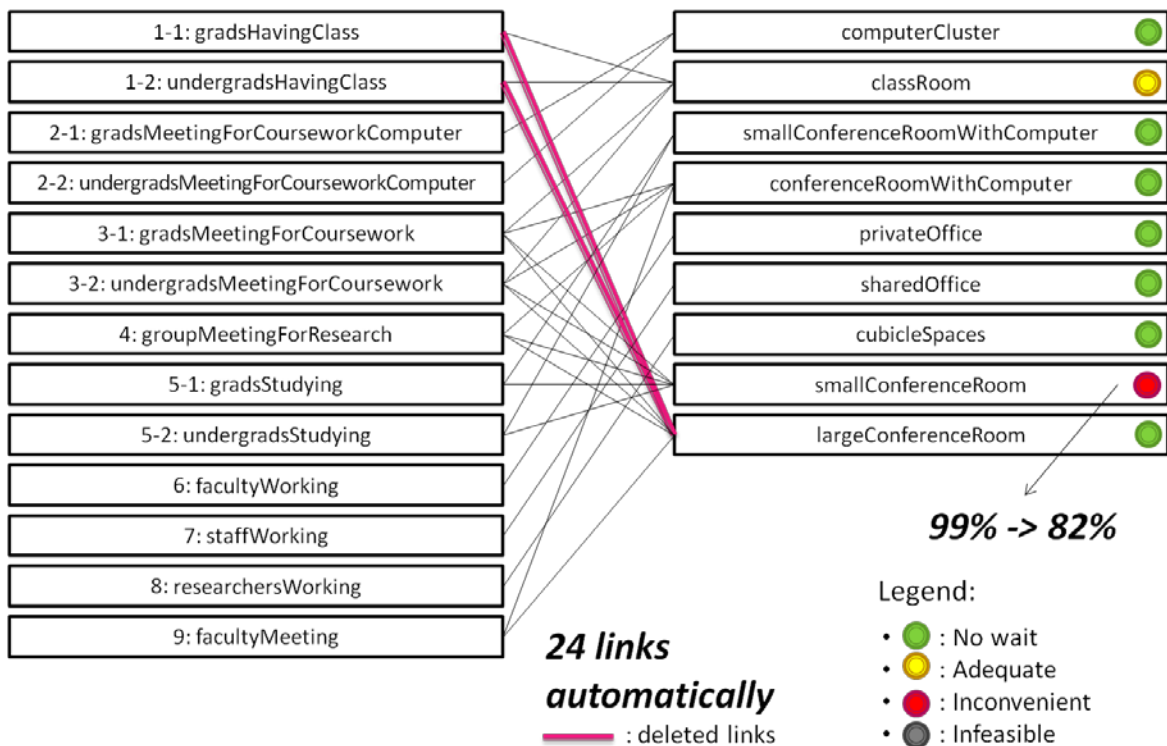 1-1: gradsHavingClass
1-2: undergradsHavingClass
2-1: gradsMeetingForCourseworkComputer
2-2: undergradsMeetingForCourseworkComputer
3-1: gradsMeetingForCoursework
3-2: undergradsMeetingForCoursework
4: groupMeetingForResearch
5-1: gradsStudying
5-2: undergradsStudying
6: facultyWorking
7: staffWorking
8: researchersWorking
9: facultyMeeting
computerCluster
classRoom
smallConferenceRoomWithComputer
conferenceRoomWithComputer
privateOffice
sharedOffice
cubicleSpaces
smallConferenceRoom
largeConferenceRoom
99% -> 82%
24 links
automatically
: deleted links
Legend:
• : No wait
• : Adequate
• : Inconvenient
• : Infeasible